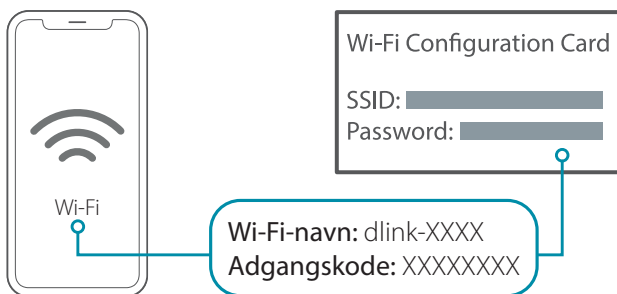 Wi-Fi
Wi-Fi Configuration Card
SSID:
Password:
Wi-Fi-navn: dlink-XXXX
Adgangskode: XXXXXXXX